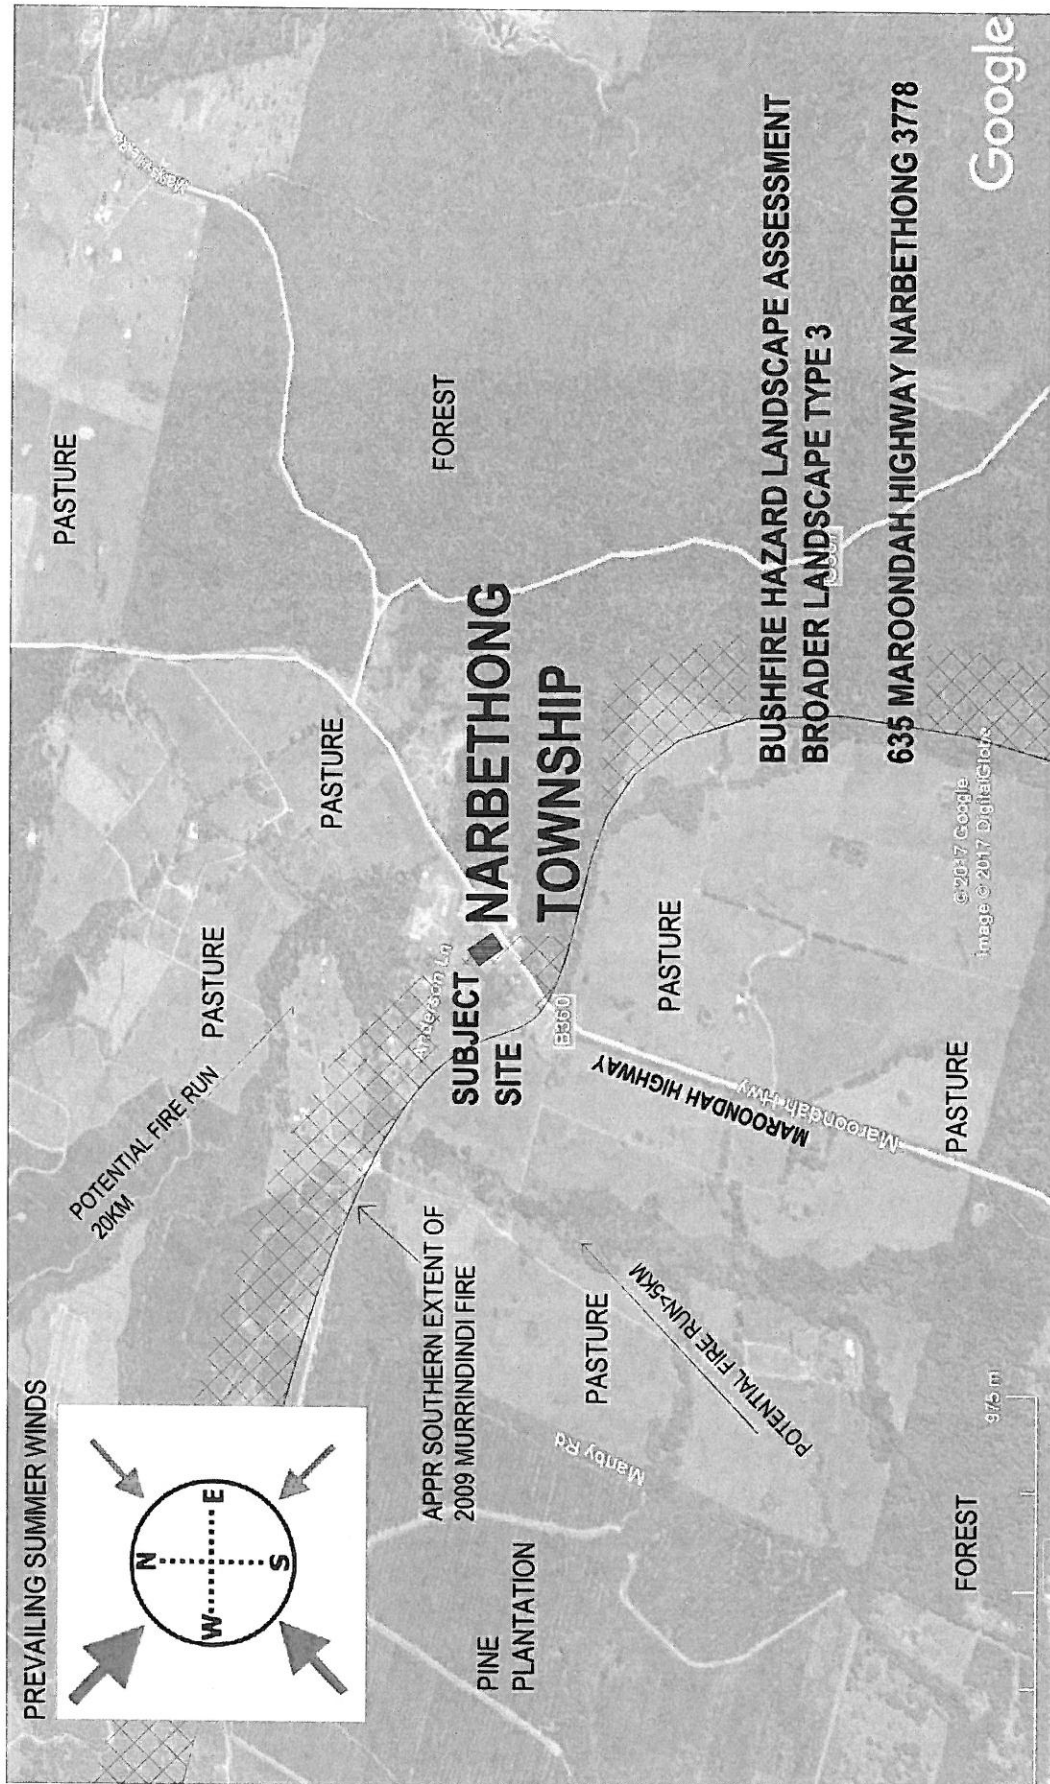 PREVAILING SUMMER WINDS
N
W
E
S
POTENTIAL FIRE RUN
20KM
PASTURE
PASTURE
PASTURE
APPR SOUTHERN EXTENT OF
2009 MURRINDINDI FIRE
Anderson Ln
SUBJECT
SITE
NARBETHONG
TOWNSHIP
FOREST
PINE
PLANTATION
Manby Rd
PASTURE
POTENTIAL FIRE RUN>5KM
B360
MAROONDAH HIGHWAY
Maroondah Hwy
PASTURE
PASTURE
FOREST
975 m
BUSHFIRE HAZARD LANDSCAPE ASSESSMENT
BROADER LANDSCAPE TYPE 3
635 MAROONDAH HIGHWAY NARBETHONG 3778
© 2017 Google
Image © 2017 DigitalGlobe
Google